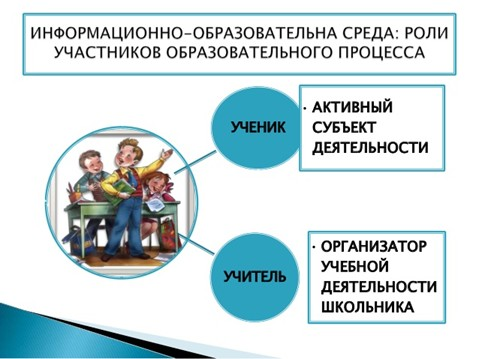 ИНФОРМАЦИОННО-ОБРАЗОВАТЕЛЬНА СРЕДА: РОЛИ
УЧАСТНИКОВ ОБРАЗОВАТЕЛЬНОГО ПРОЦЕССА
УЧЕНИК
• АКТИВНЫЙ
СУБЪЕКТ
ДЕЯТЕЛЬНОСТИ
УЧИТЕЛЬ
• ОРГАНИЗАТОР
УЧЕБНОЙ
ДЕЯТЕЛЬНОСТИ
ШКОЛЬНИКА